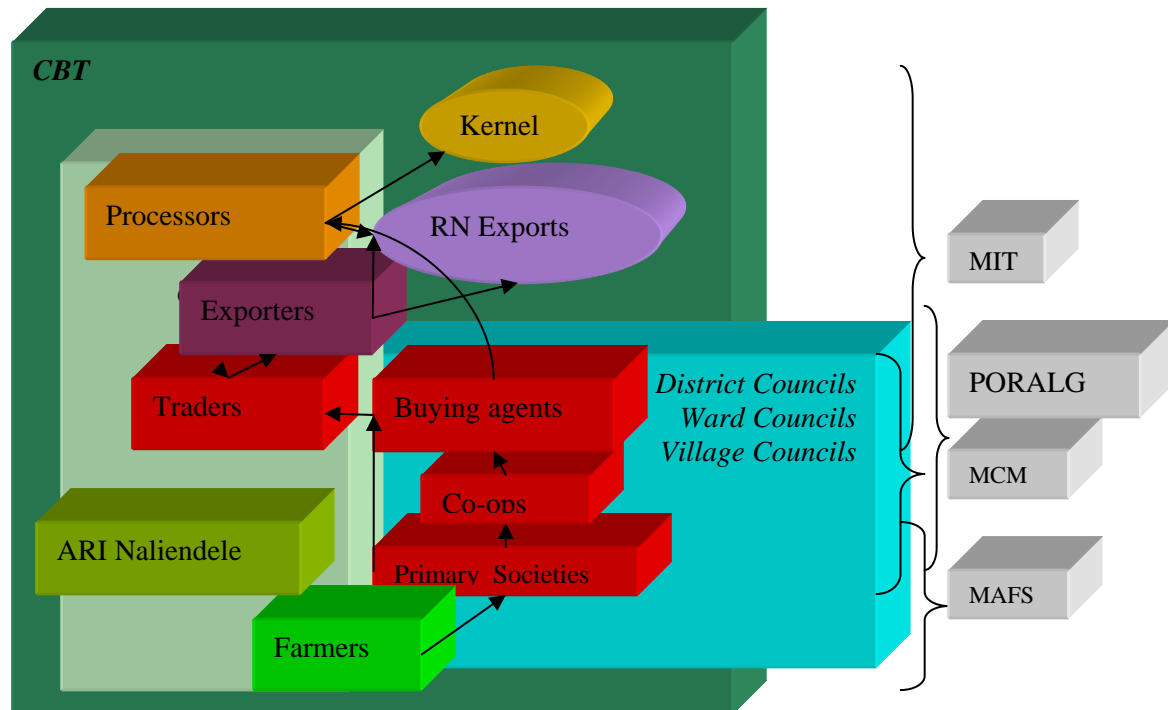 CBT
Kernel
Processors
RN Exports
MIT
Exporters
PORALG
District Councils
Traders
Buying agents
Ward Councils
Village Councils
MCM
Co-ops
ARI Naliendele
Primary Societies
MAFS
Farmers